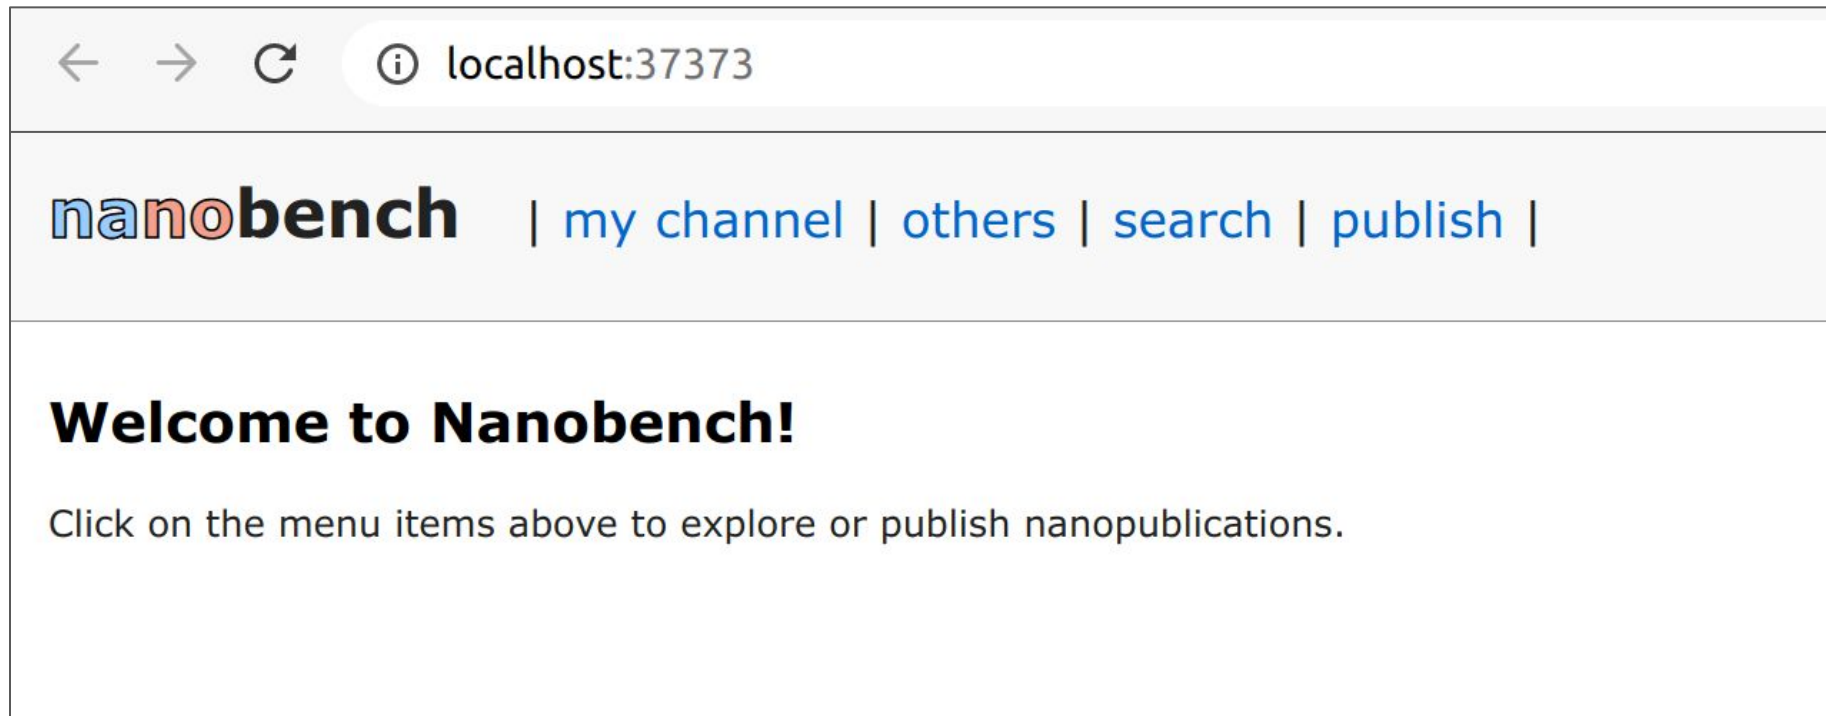 localhost:37373
nanobench | my channel | others | search | publish |
Welcome to Nanobench!
Click on the menu items above to explore or publish nanopublications.